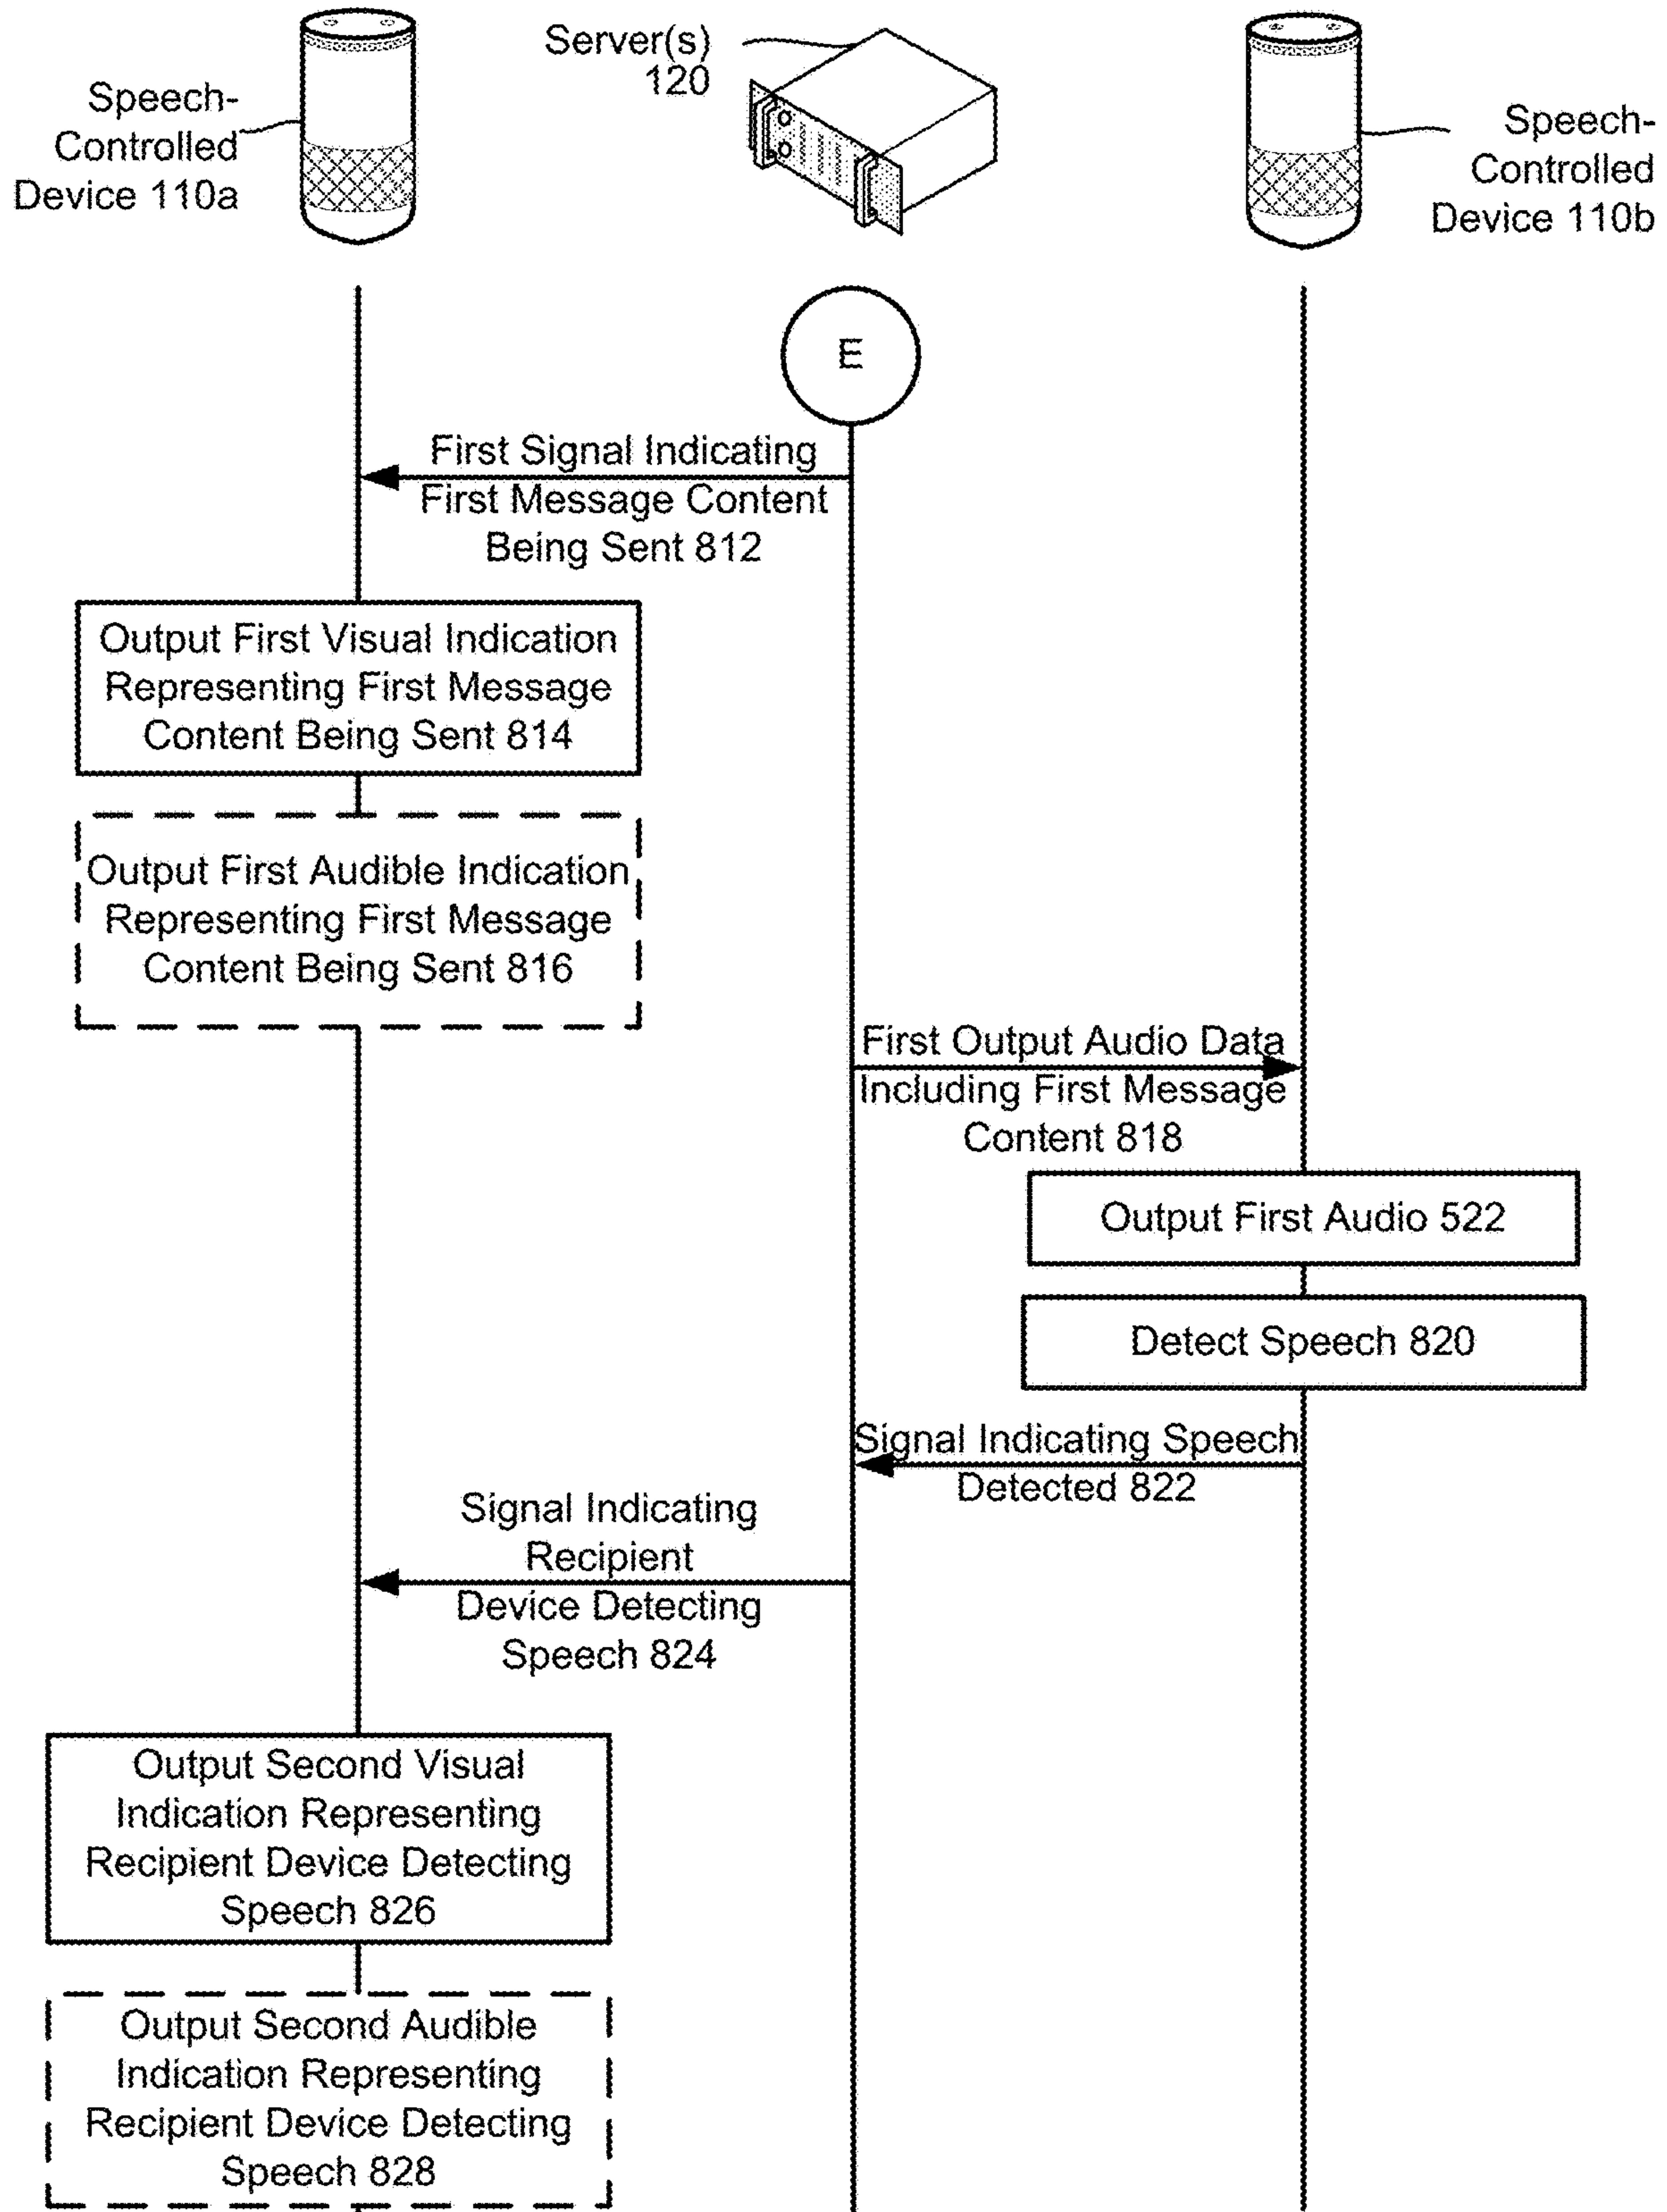 Speech-
Controlled
Device 110a
Server(s)
120
Speech-
Controlled
Device 110b
E
First Signal Indicating
First Message Content
Being Sent 812
Output First Visual Indication
Representing First Message
Content Being Sent 814
Output First Audible Indication
Representing First Message
Content Being Sent 816
First Output Audio Data
Including First Message
Content 818
Output First Audio 522
Detect Speech 820
Signal Indicating Speech
Detected 822
Signal Indicating
Recipient
Device Detecting
Speech 824
Output Second Visual
Indication Representing
Recipient Device Detecting
Speech 826
Output Second Audible
Indication Representing
Recipient Device Detecting
Speech 828